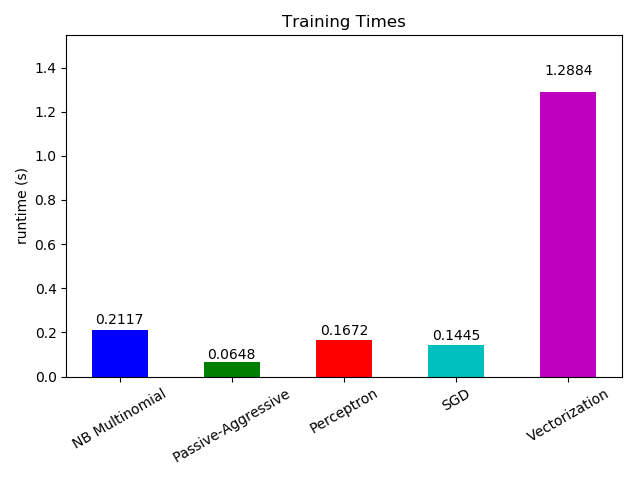 Training Times
runtime (s)
1.4
1.2
1.0
0.8
0.6
0.4
0.2
0.0
0.2117
0.0648
0.1672
0.1445
1.2884
NB Multinomial
Passive-Aggressive
Perceptron
SGD
Vectorization